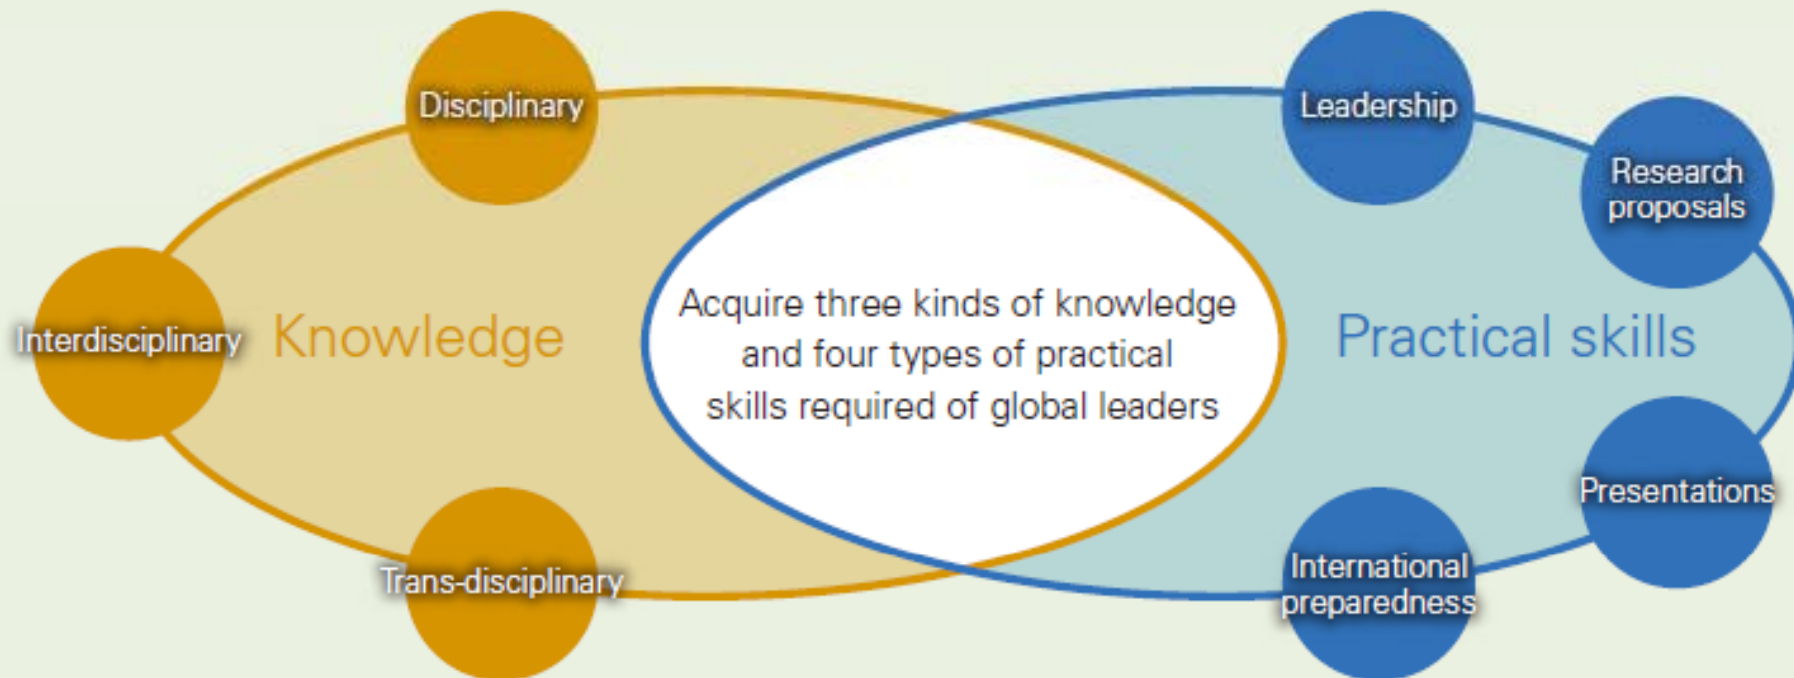 Disciplinary
Interdisciplinary
Knowledge
Trans-disciplinary
Acquire three kinds of knowledge
and four types of practical
skills required of global leaders
Leadership
Research
proposals
Practical skills
Presentations
International
preparedness